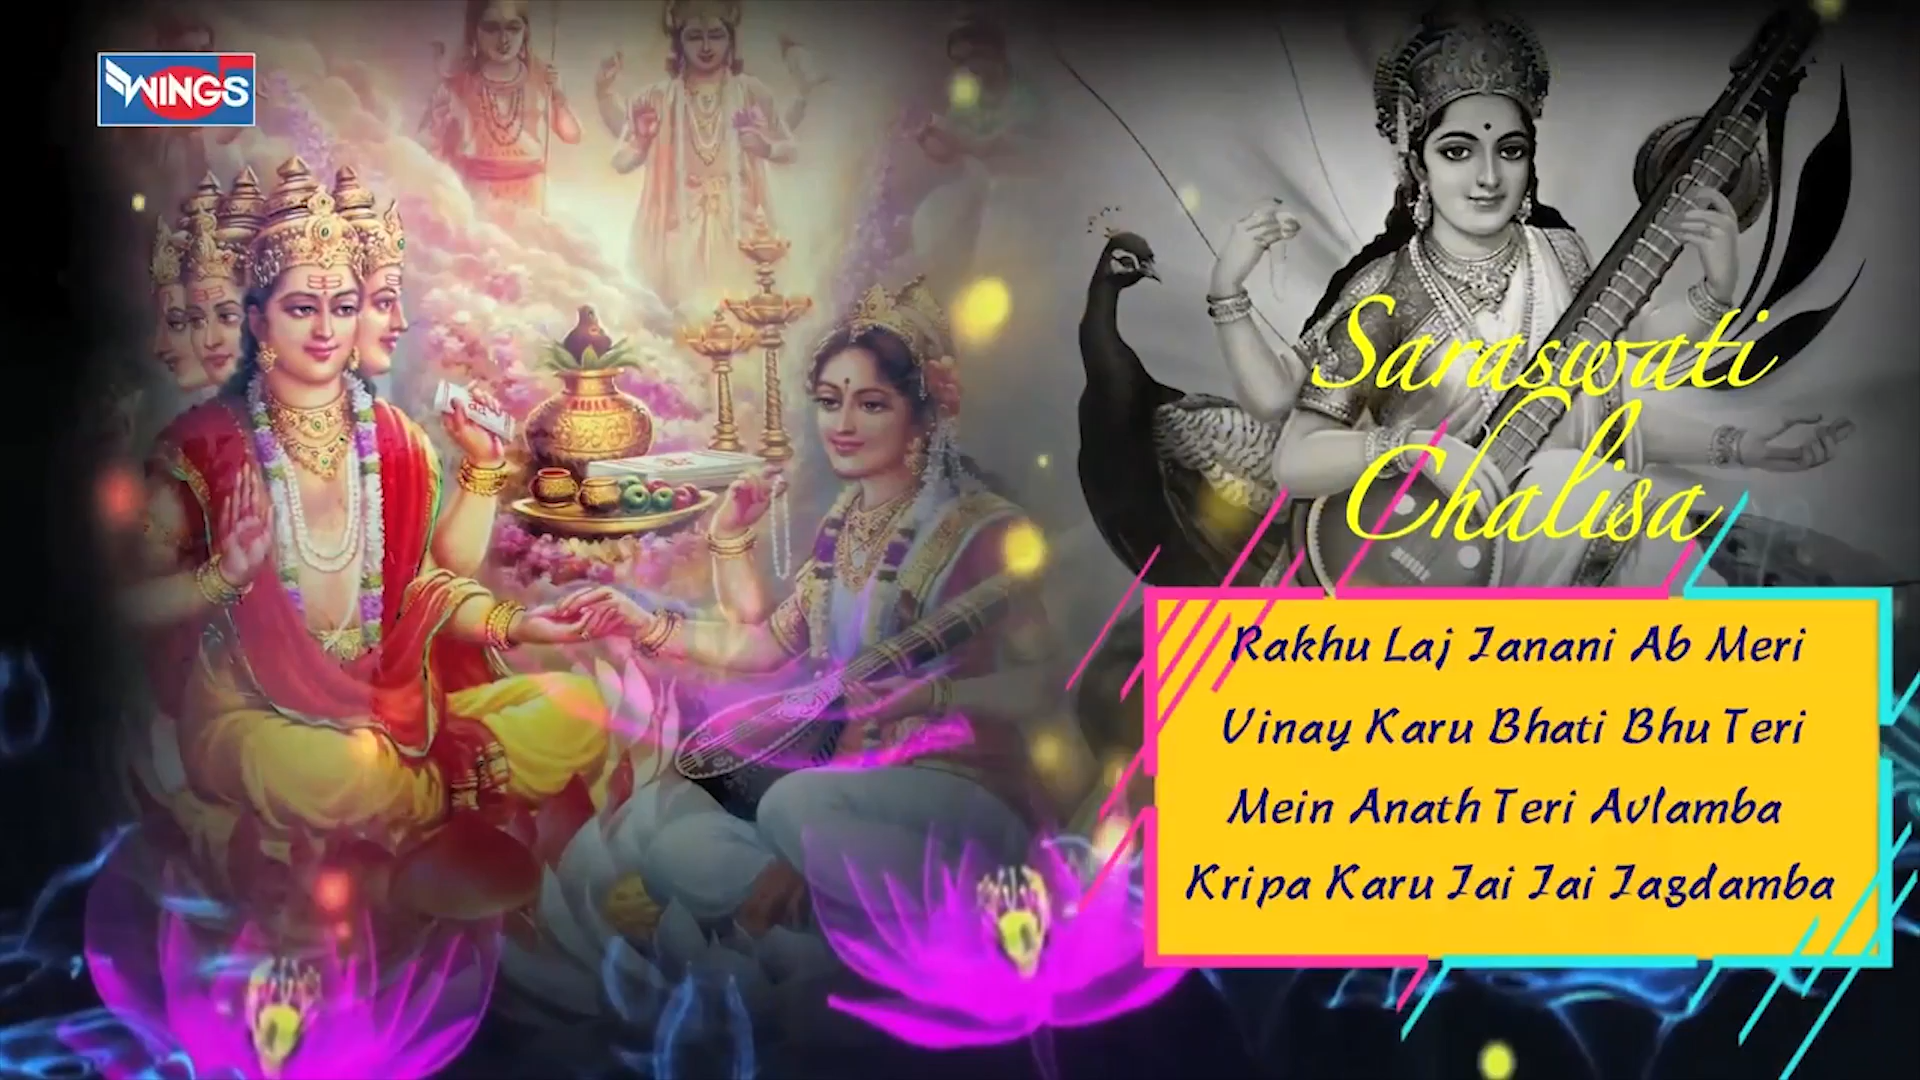 WINGS
Saraswati
Chalisa
Rakhu Laj Janani Ab Meri
Vinay Karu Bhati Bhu Teri
Mein Anath Teri Avlamba
Kripa Karu Jai Jai Jagdamba